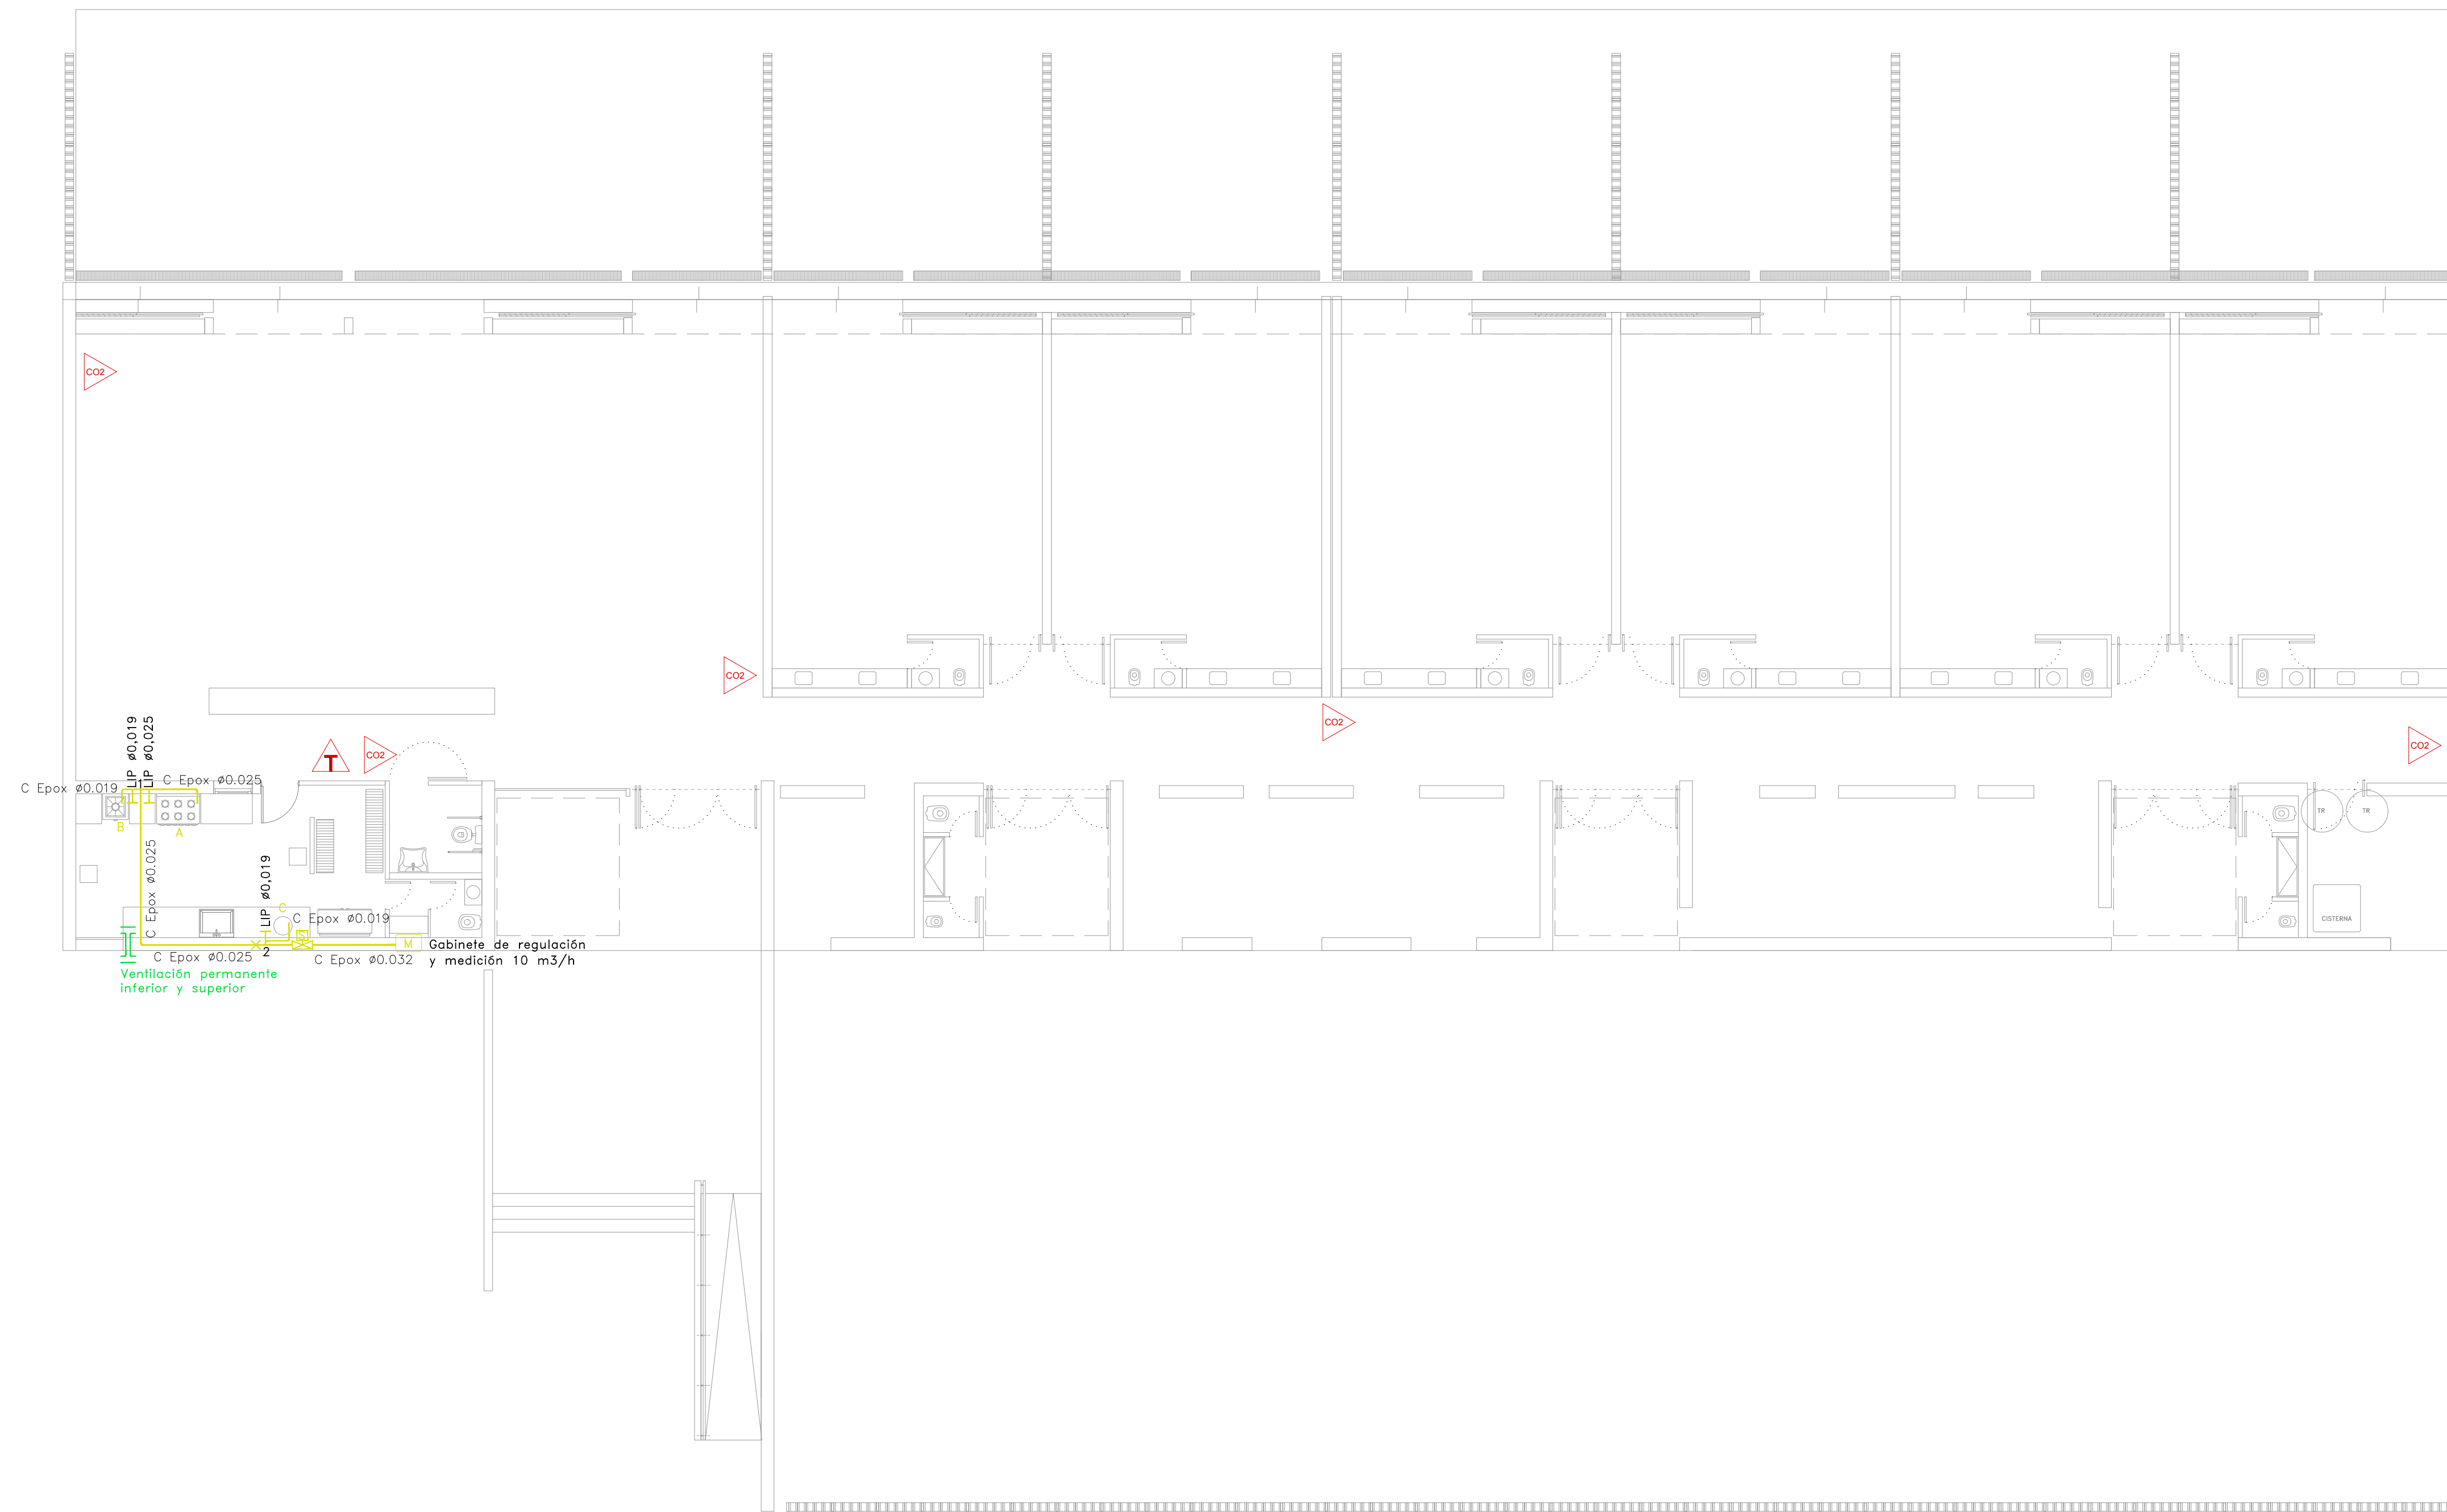 CO2
CO2
CO2
LIP ø0,019
LIP ø0,025
CO2
T
CO2
C Epox ø0.025
1
C Epox ø0.019
B
A
TR
TR
C Epox ø0.025
LIP ø0,019
C
C Epox ø0.019
CISTERNA
S
M
Gabinete de regulación
y medición 10 m3/h
2
C Epox ø0.025
C Epox ø0.032
Ventilación permanente
inferior y superior